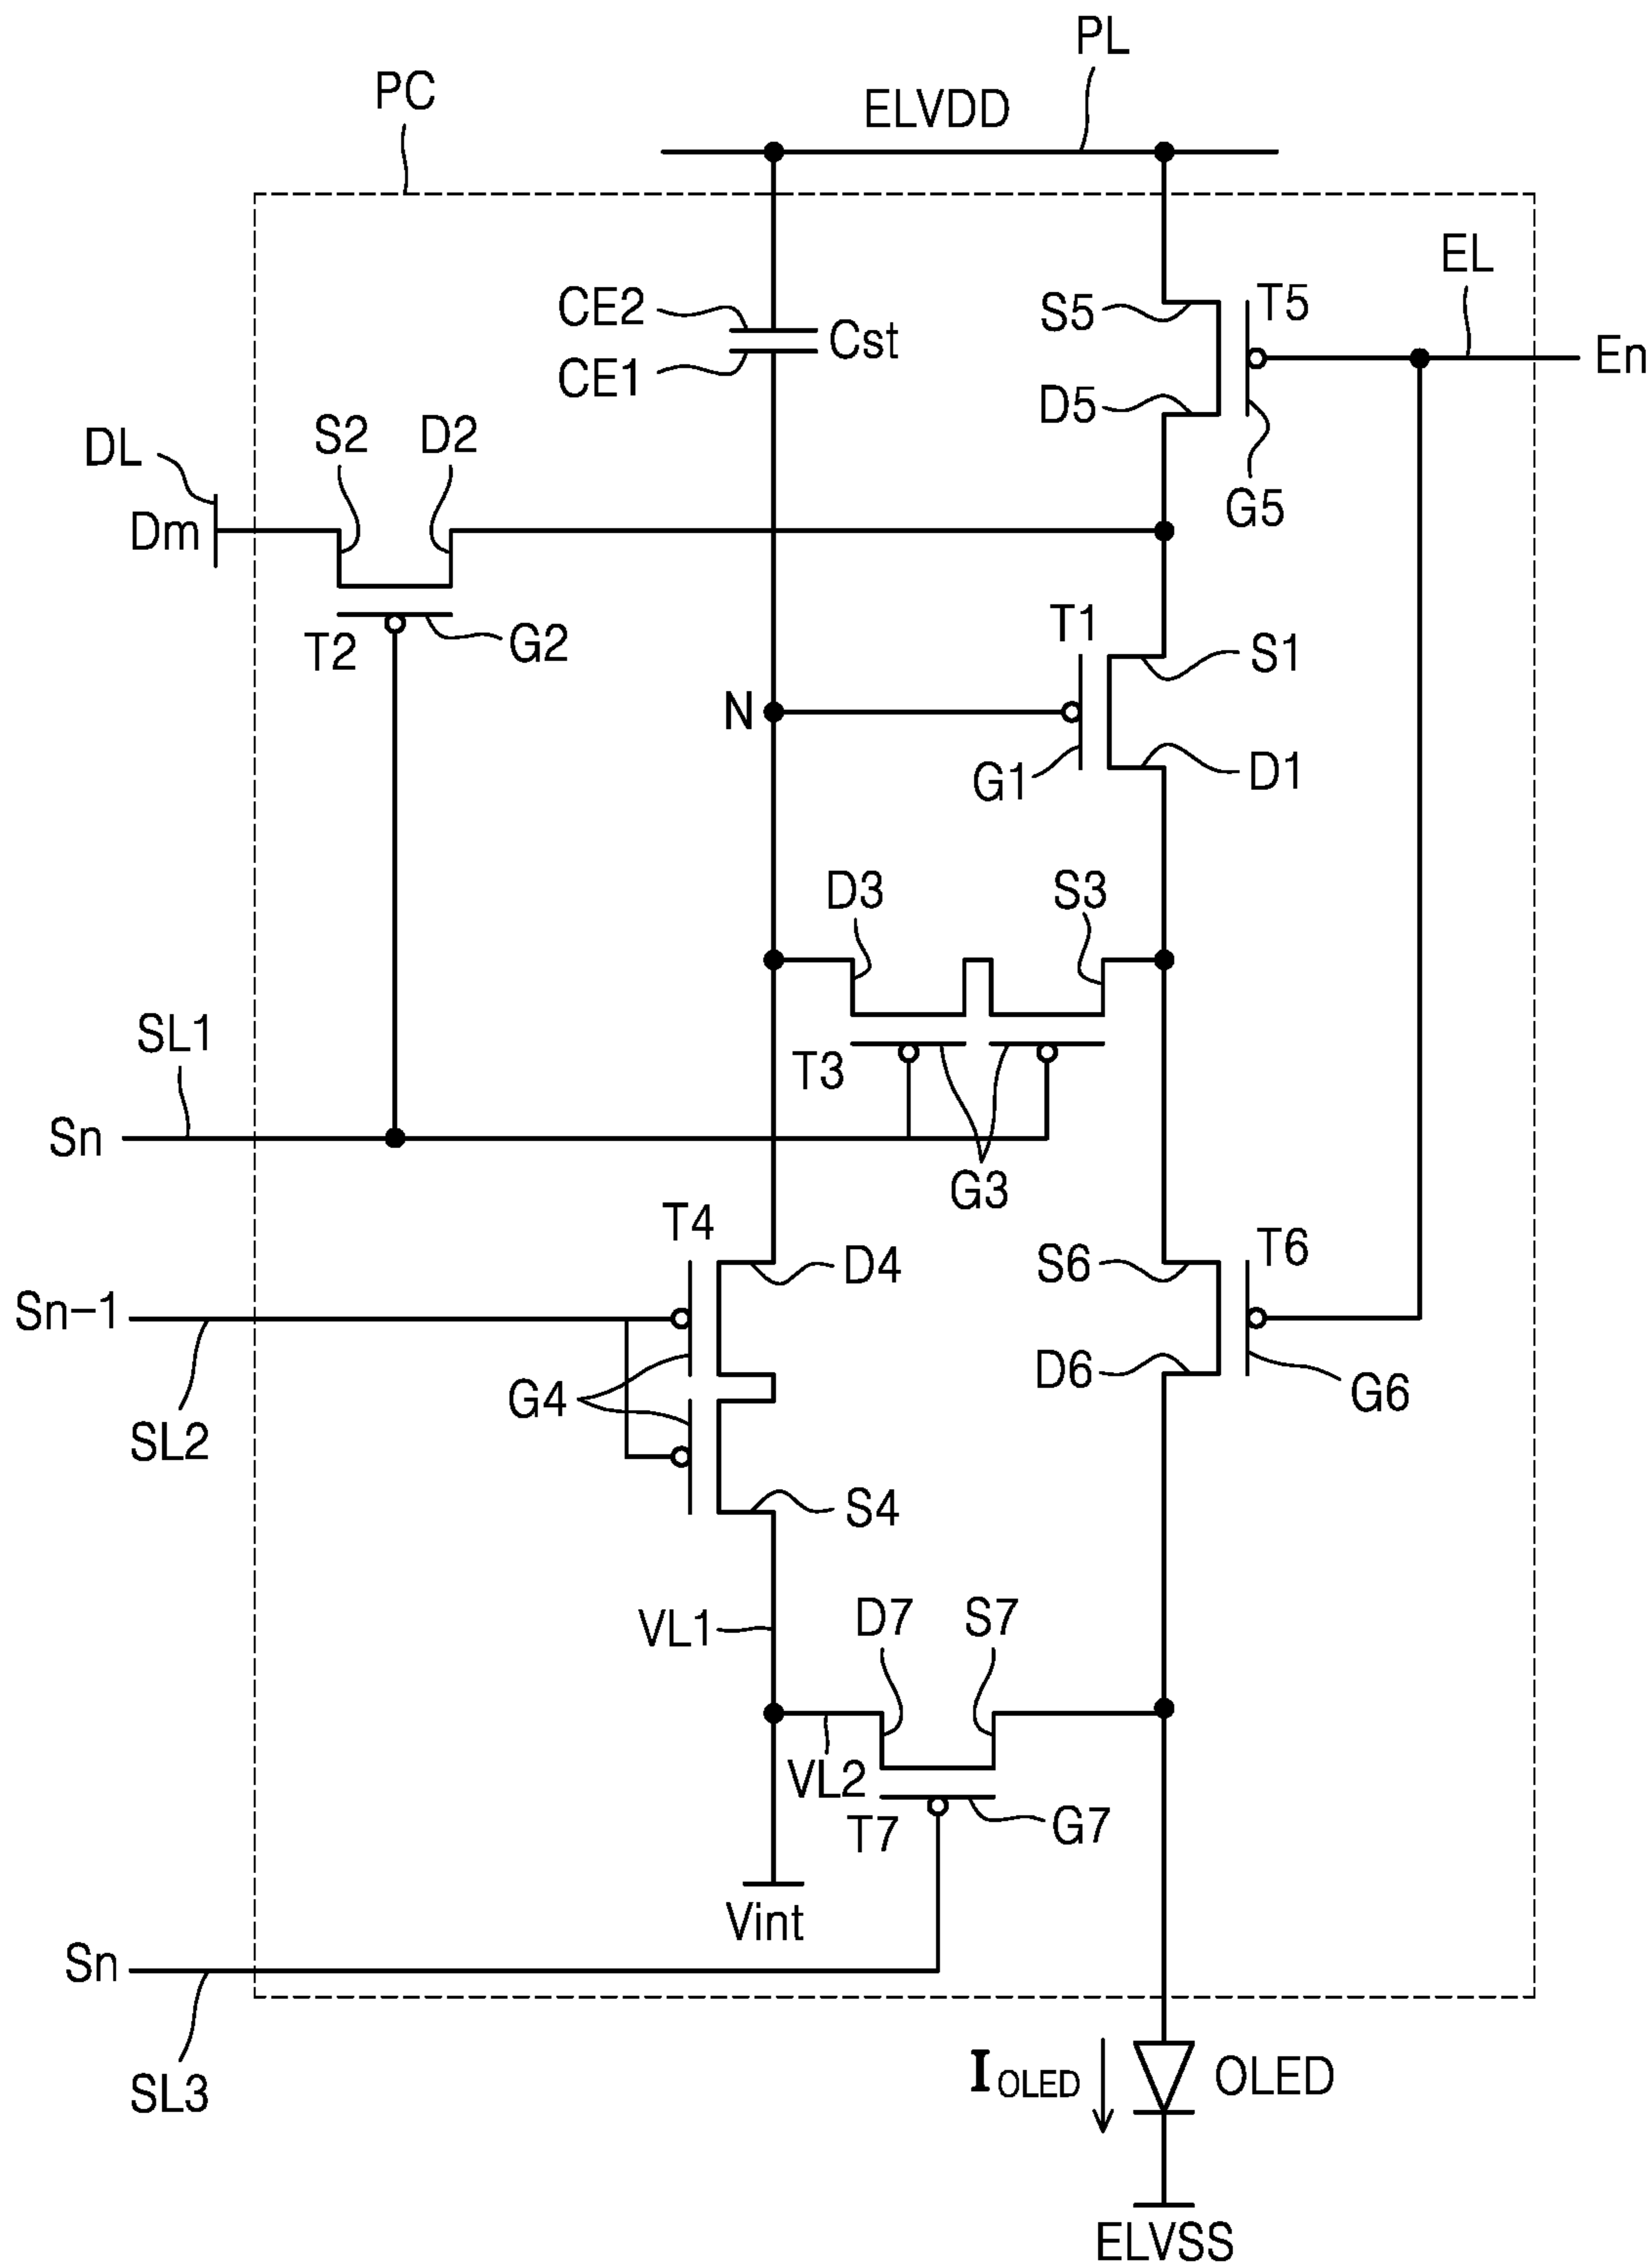 PL
PC
ELVDD
EL
CE2
S5
T5
Cst
En
CE1
D5
S2
D2
DL
G5
Dm
T1
G2
T2
S1
N
G1
D1
D3
S3
SL1
T3
Sn
G3
T4
D4
S6
T6
Sn-1
D6
G4
G6
SL2
S4
D7
S7
VL1
VL2
T7
G7
Vint
Sn
SL3
IOLED
OLED
ELVSS